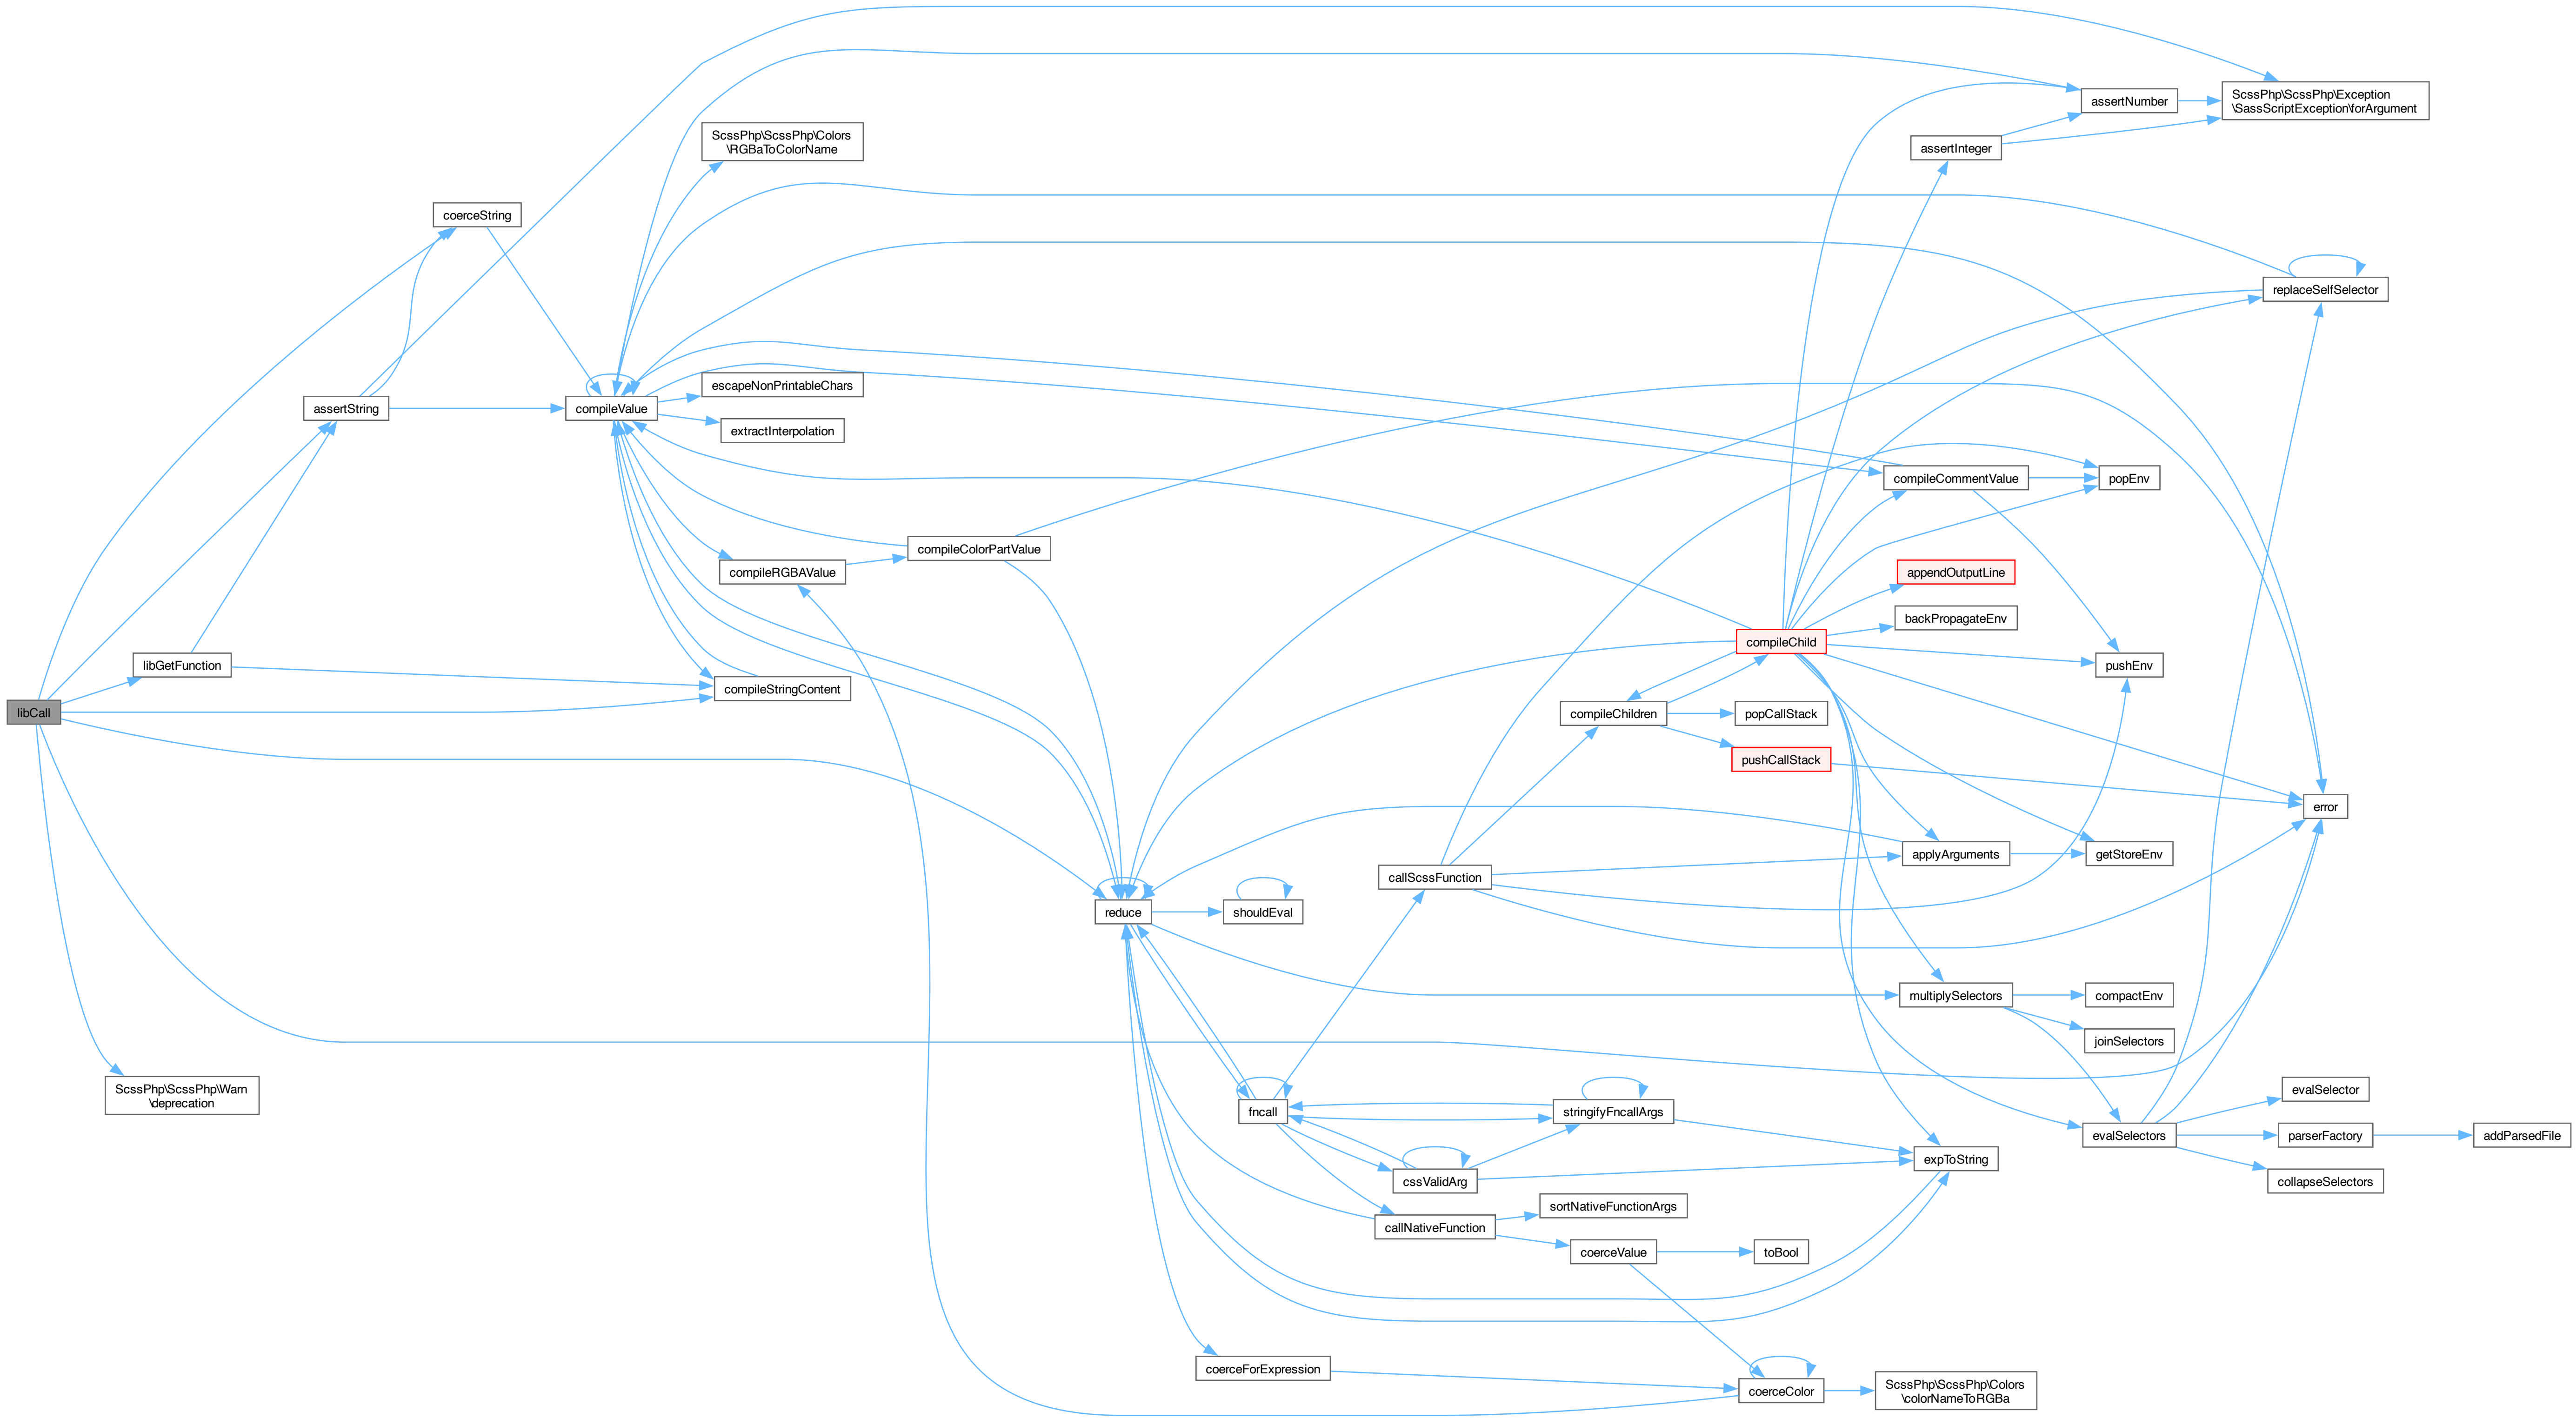 libCall
assertString
coerceString
libGetFunction
ScssPhp\ScssPhp\Warn
\deprecation
compileValue
ScssPhp\ScssPhp\Colors
\RGBaToColorName
escapeNonPrintableChars
extractInterpolation
compileRGBAValue
compileStringContent
compileColorPartValue
reduce
shouldEval
fncall
coerceForExpression
callScssFunction
cssValidArg
callNativeFunction
compileChildren
stringifyFncallArgs
sortNativeFunctionArgs
coerceValue
compileChild
popCallStack
pushCallStack
toBool
coerceColor
assertInteger
compileCommentValue
appendOutputLine
backPropagateEnv
applyArguments
multiplySelectors
expToString
ScssPhp\ScssPhp\Colors
\colorNameToRGBa
assertNumber
popEnv
pushEnv
getStoreEnv
compactEnv
joinSelectors
evalSelectors
ScssPhp\ScssPhp\Exception
\SassScriptException\forArgument
replaceSelfSelector
error
evalSelector
parserFactory
collapseSelectors
addParsedFile